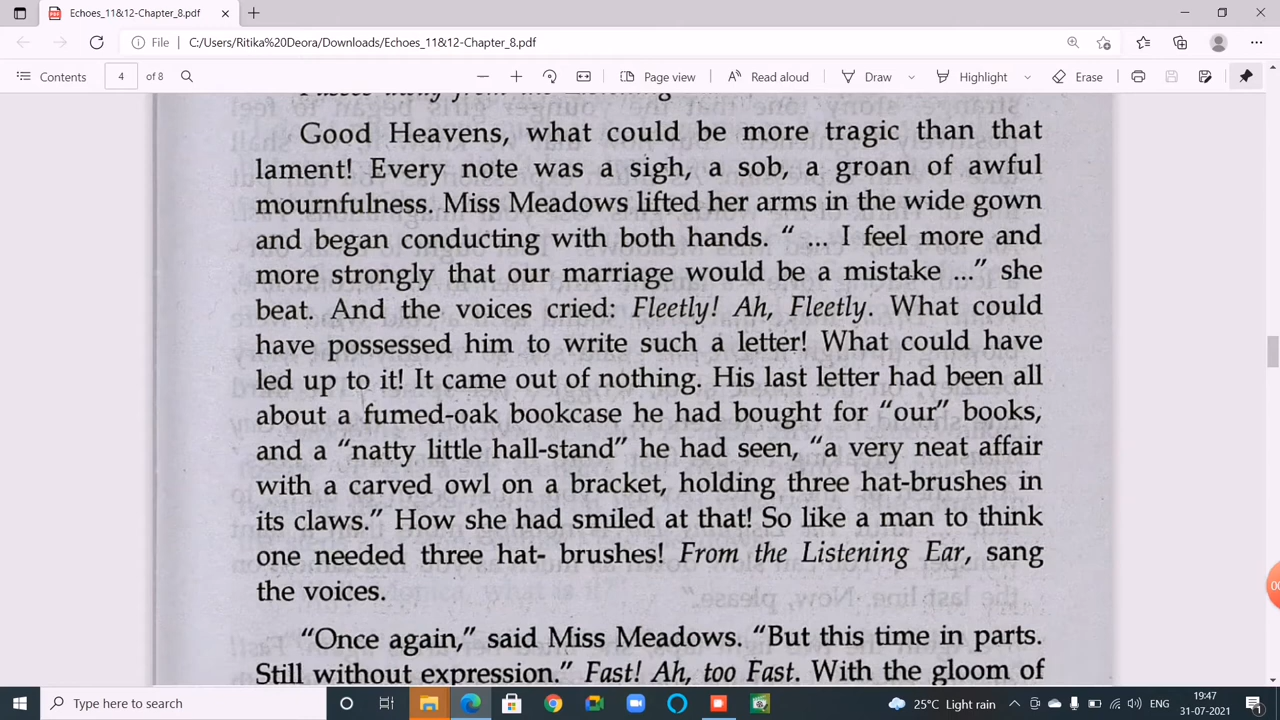 Echoes_11&12-Chapter_8.pdf
File
C:/Users/Ritika%20Deora/Downloads/Echoes_11&12-Chapter_8.pdf
Contents
4
of 8
Page view
Read aloud
Draw
Highlight
Erase
Good Heavens, what could be more tragic than that
lament! Every note was a sigh, a sob, a groan of awful
mournfulness. Miss Meadows lifted her arms in the wide gown
and began conducting with both hands. “ ... I feel more and
more strongly that our marriage would be a mistake ...” she
beat. And the voices cried: Fleetly! Ah, Fleetly. What could
have possessed him to write such a letter! What could have
led up to it! It came out of nothing. His last letter had been all
about a fumed-oak bookcase he had bought for “our” books,
and a “natty little hall-stand” he had seen, “a very neat affair
with a carved owl on a bracket, holding three hat-brushes in
its claws.” How she had smiled at that! So like a man to think
one needed three hat- brushes! From the Listening Ear, sang
the voices.
“Once again,” said Miss Meadows. “But this time in parts.
Still without expression.” Fast! Ah, too Fast. With the gloom of
00
Type here to search
25°C Light rain
19:47
31-07-2021